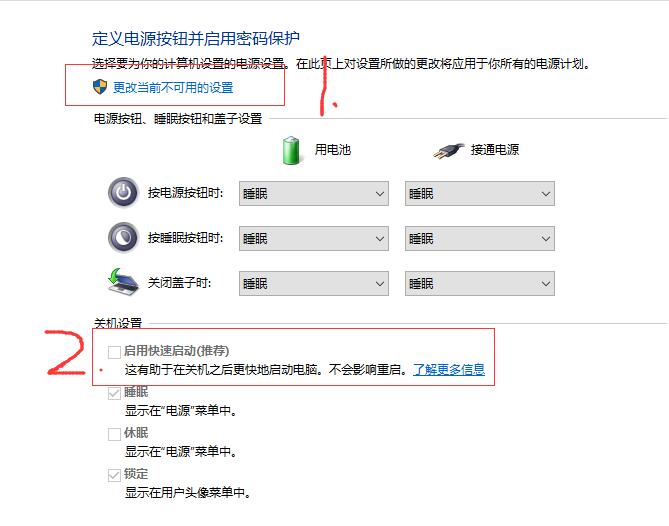 定义电源按钮并启用密码保护
选择要为你的计算机设置的电源设置。在此页上对设置所做的更改将应用于你所有的电源计划。
更改当前不可用的设置
1.
电源按钮、睡眠按钮和盖子设置
用电池 接通电源
按电源按钮时: 睡眠 睡眠
按睡眠按钮时: 睡眠 睡眠
关闭盖子时: 睡眠 睡眠
关机设置
2.
启用快速启动(推荐)
这有助于在关机之后更快地启动电脑。不会影响重启。了解更多信息
睡眠
显示在"电源"菜单中。
休眠
显示在"电源"菜单中。
锁定
显示在用户头像菜单中。